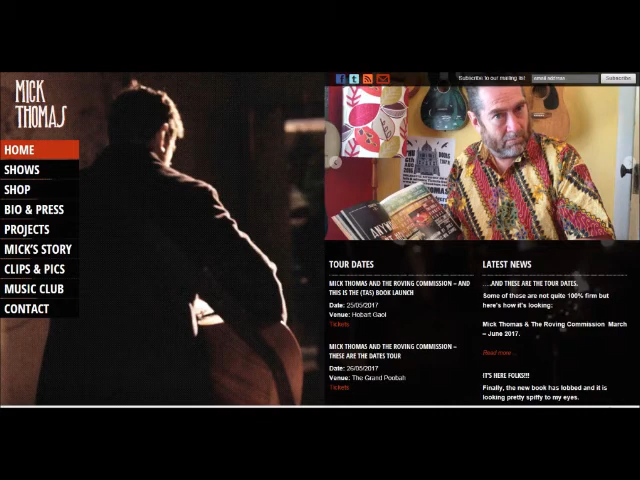 MICK
THOMAS
HOME
SHOWS
SHOP
BIO & PRESS
PROJECTS
MICK'S STORY
CLIPS & PICS
MUSIC CLUB
CONTACT
Subscribe to our mailing list
email address
Subscribe
BOOKS
THOMAS
ANY
TOUR DATES
MICK THOMAS AND THE ROVING COMMISSION – AND
THIS IS THE (TAS) BOOK LAUNCH
Date: 25/05/2017
Venue: Hobart Gaol
Tickets
MICK THOMAS AND THE ROVING COMMISSION –
THESE ARE THE DATES TOUR
Date: 26/05/2017
Venue: The Grand Poobah
Tickets
LATEST NEWS
....AND THESE ARE THE TOUR DATES.
Some of these are not quite 100% firm but
here's how it's looking:
Mick Thomas & The Roving Commission March
– June 2017.
Read more...
IT'S HERE FOLKS!!!
Finally, the new book has lobbed and it is
looking pretty spiffy to my eyes.